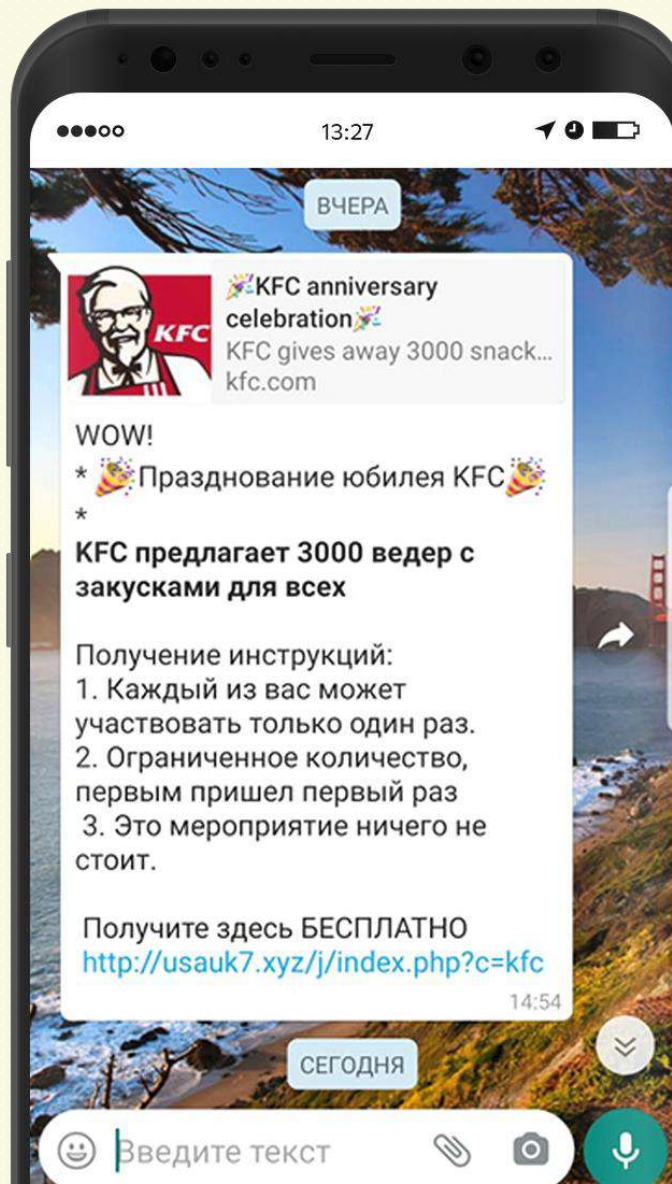 13:27
ВЧЕРА
🎉KFC anniversary
celebration🎉
KFC gives away 3000 snack...
kfc.com
KFC
WOW!
* 🎉Празднование юбилея KFC🎉
*
KFC предлагает 3000 ведер с
закусками для всех
Получение инструкций:
1. Каждый из вас может
участвовать только один раз.
2. Ограниченное количество,
первым пришел первый раз
3. Это мероприятие ничего не
стоит.
Получите здесь БЕСПЛАТНО
http://usauk7.xyz/j/index.php?c=kfc
14:54
СЕГОДНЯ
Введите текст